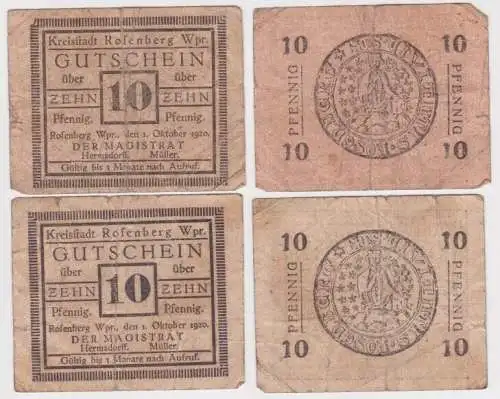 Kreisstadt Rosenberg Wpr.
GUTSCHEIN
über über
ZEHN 10 ZEHN
Pfennig. Pfennig.
Rosenberg Wpr., den 1. Oktober 1920.
DER MAGISTRAT
Hermsdorff. Müller.
Gültig bis 1 Monate nach Aufruf.
10 10
PFENNIG PFENNIG
10 10
Kreisstadt Rosenberg Wpr.
GUTSCHEIN
über über
ZEHN 10 ZEHN
Pfennig. Pfennig.
Rosenberg Wpr., den 1. Oktober 1920.
DER MAGISTRAT
Hermsdorff. Müller.
Gültig bis 1 Monate nach Aufruf.
10 10
PFENNIG PFENNIG
10 10